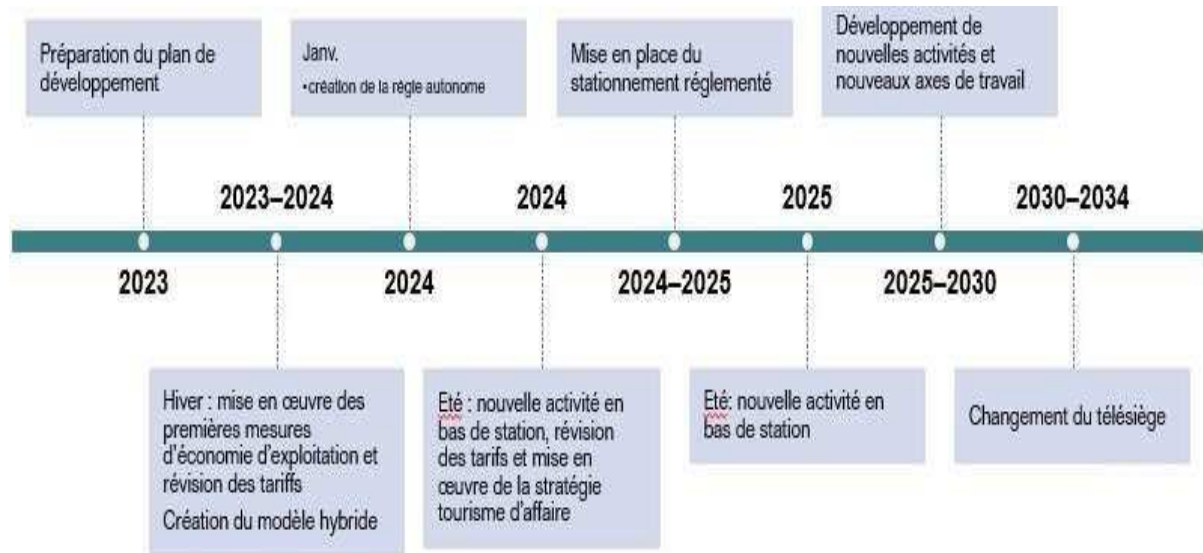 Préparation du plan de
développement
Janv.
•création de la règie autonome
Mise en place du
stationnement réglementé
Développement de
nouvelles activités et
nouveaux axes de travail
2023–2024
2024
2025
2030–2034
2023
2024
2024–2025
2025–2030
Hiver : mise en œuvre des
premières mesures
d'économie d'exploitation et
révision des tariffs
Création du modèle hybride
Eté : nouvelle activité en
bas de station, révision
des tarifs et mise en
œuvre de la stratégie
tourisme d'affaire
Eté: nouvelle activité en
bas de station
Changement du télésiège